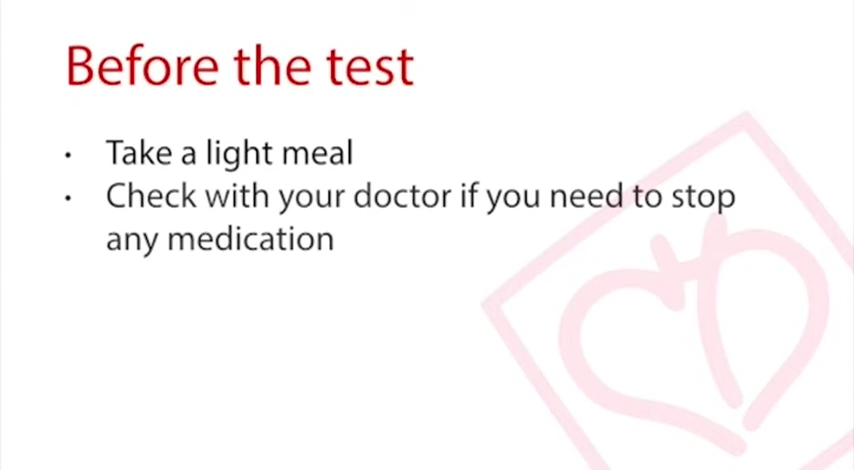 Before the test
• Take a light meal
• Check with your doctor if you need to stop
any medication